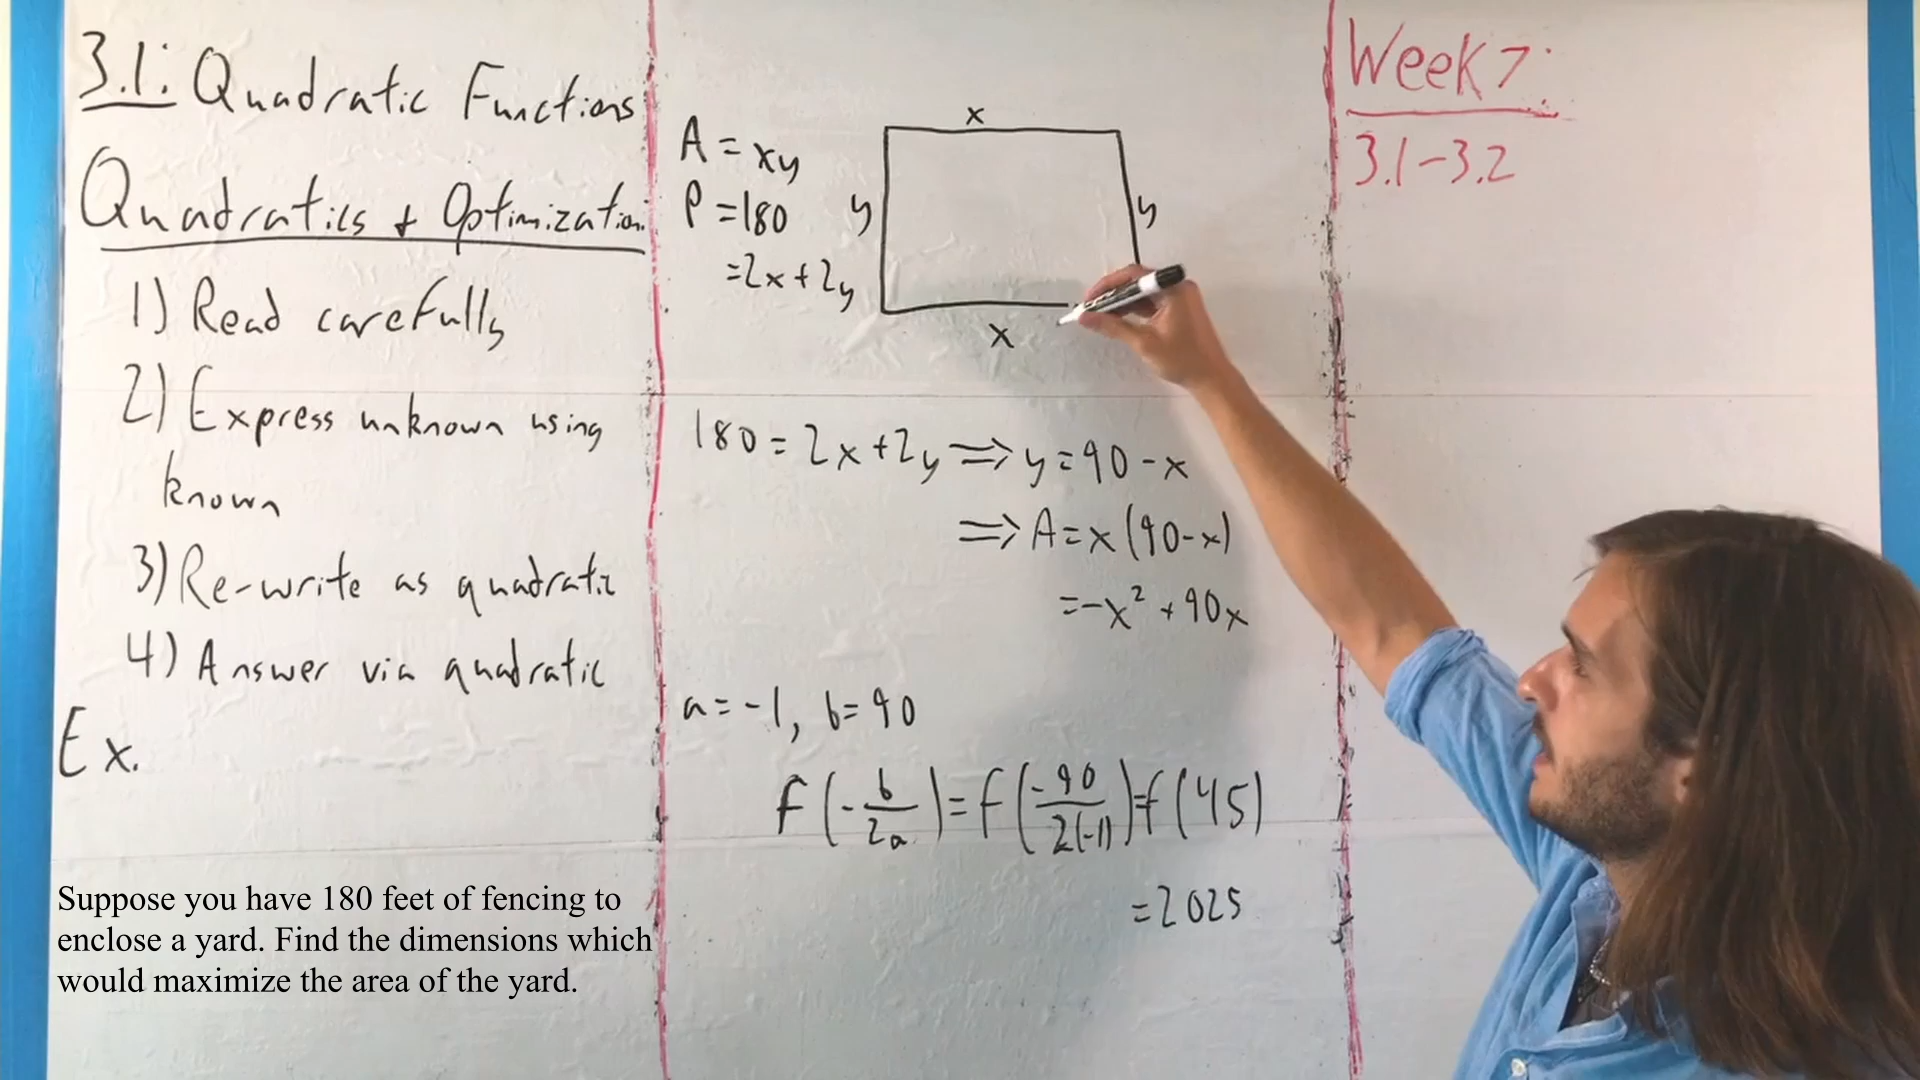 3.1: Quadratic Functions
Quadratics + Optimization:
1) Read carefully
2) Express unknown using
known
3) Re-write as quadratic
4) Answer via quadratic
Ex.
Suppose you have 180 feet of fencing to
enclose a yard. Find the dimensions which
would maximize the area of the yard.
A = xy
P = 180
= 2x + 2y
x
y
y
x
180 = 2x + 2y ⟹ y = 90 - x
⟹ A = x(90-x)
= -x² + 90x
a = -1, b = 90
f(-b/2a) = f(-90/2(-1)) = f(45)
= 2025
Week 7:
3.1-3.2